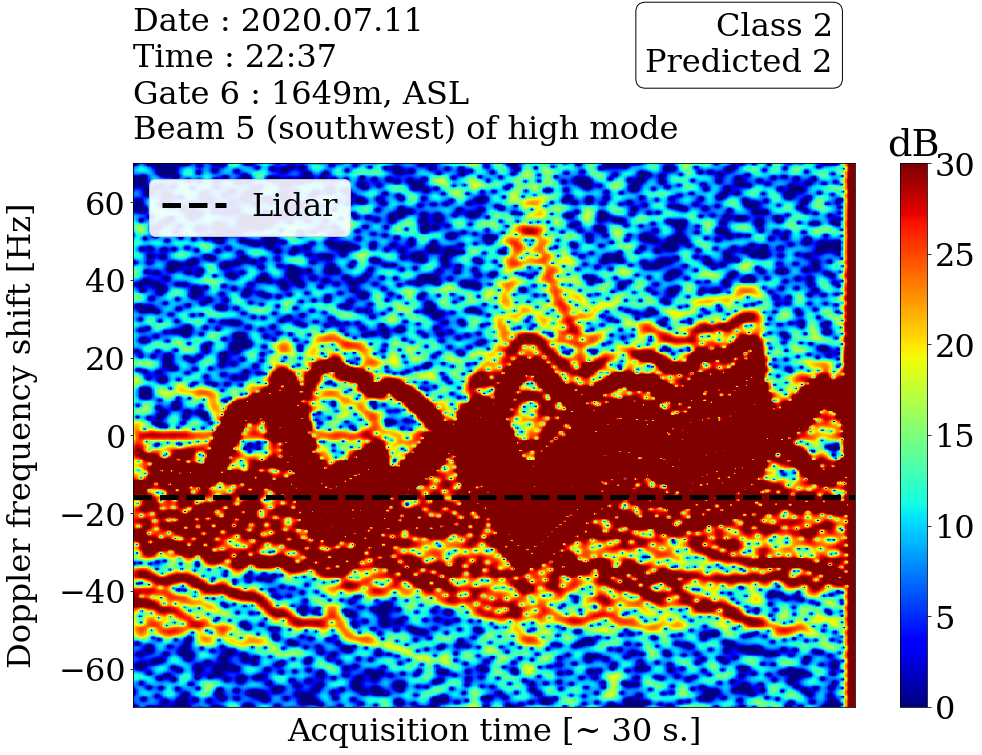 Date : 2020.07.11
Time : 22:37
Gate 6 : 1649m, ASL
Beam 5 (southwest) of high mode
Class 2
Predicted 2
dB
Lidar
Doppler frequency shift [Hz]
60
40
20
0
−20
−40
−60
30
25
20
15
10
5
0
Acquisition time [~ 30 s.]